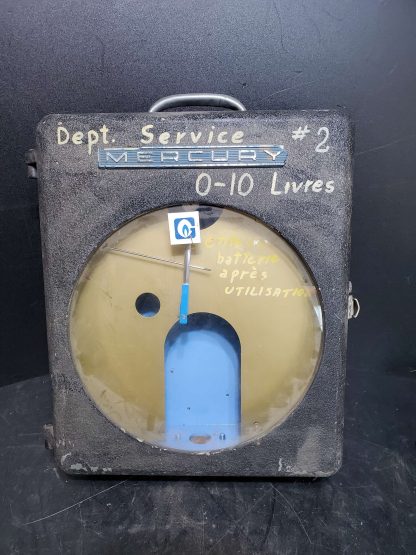 Dept. Service #2
MERCURY
0-10 Livres
G
batterie
après
UTILISATION